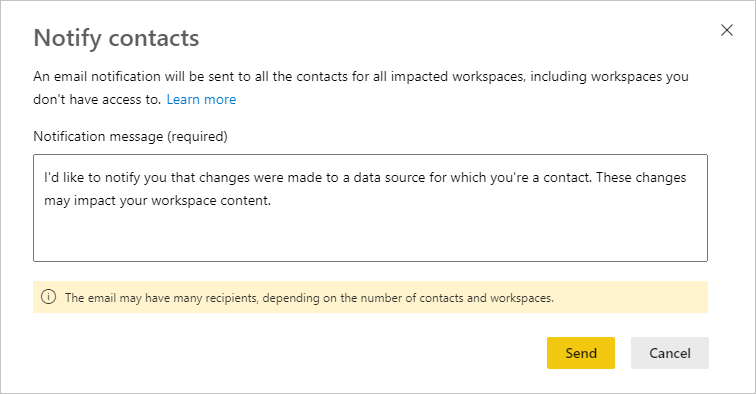 Notify contacts
An email notification will be sent to all the contacts for all impacted workspaces, including workspaces you
don't have access to. Learn more
Notification message (required)
I'd like to notify you that changes were made to a data source for which you're a contact. These changes
may impact your workspace content.
The email may have many recipients, depending on the number of contacts and workspaces.
Send
Cancel